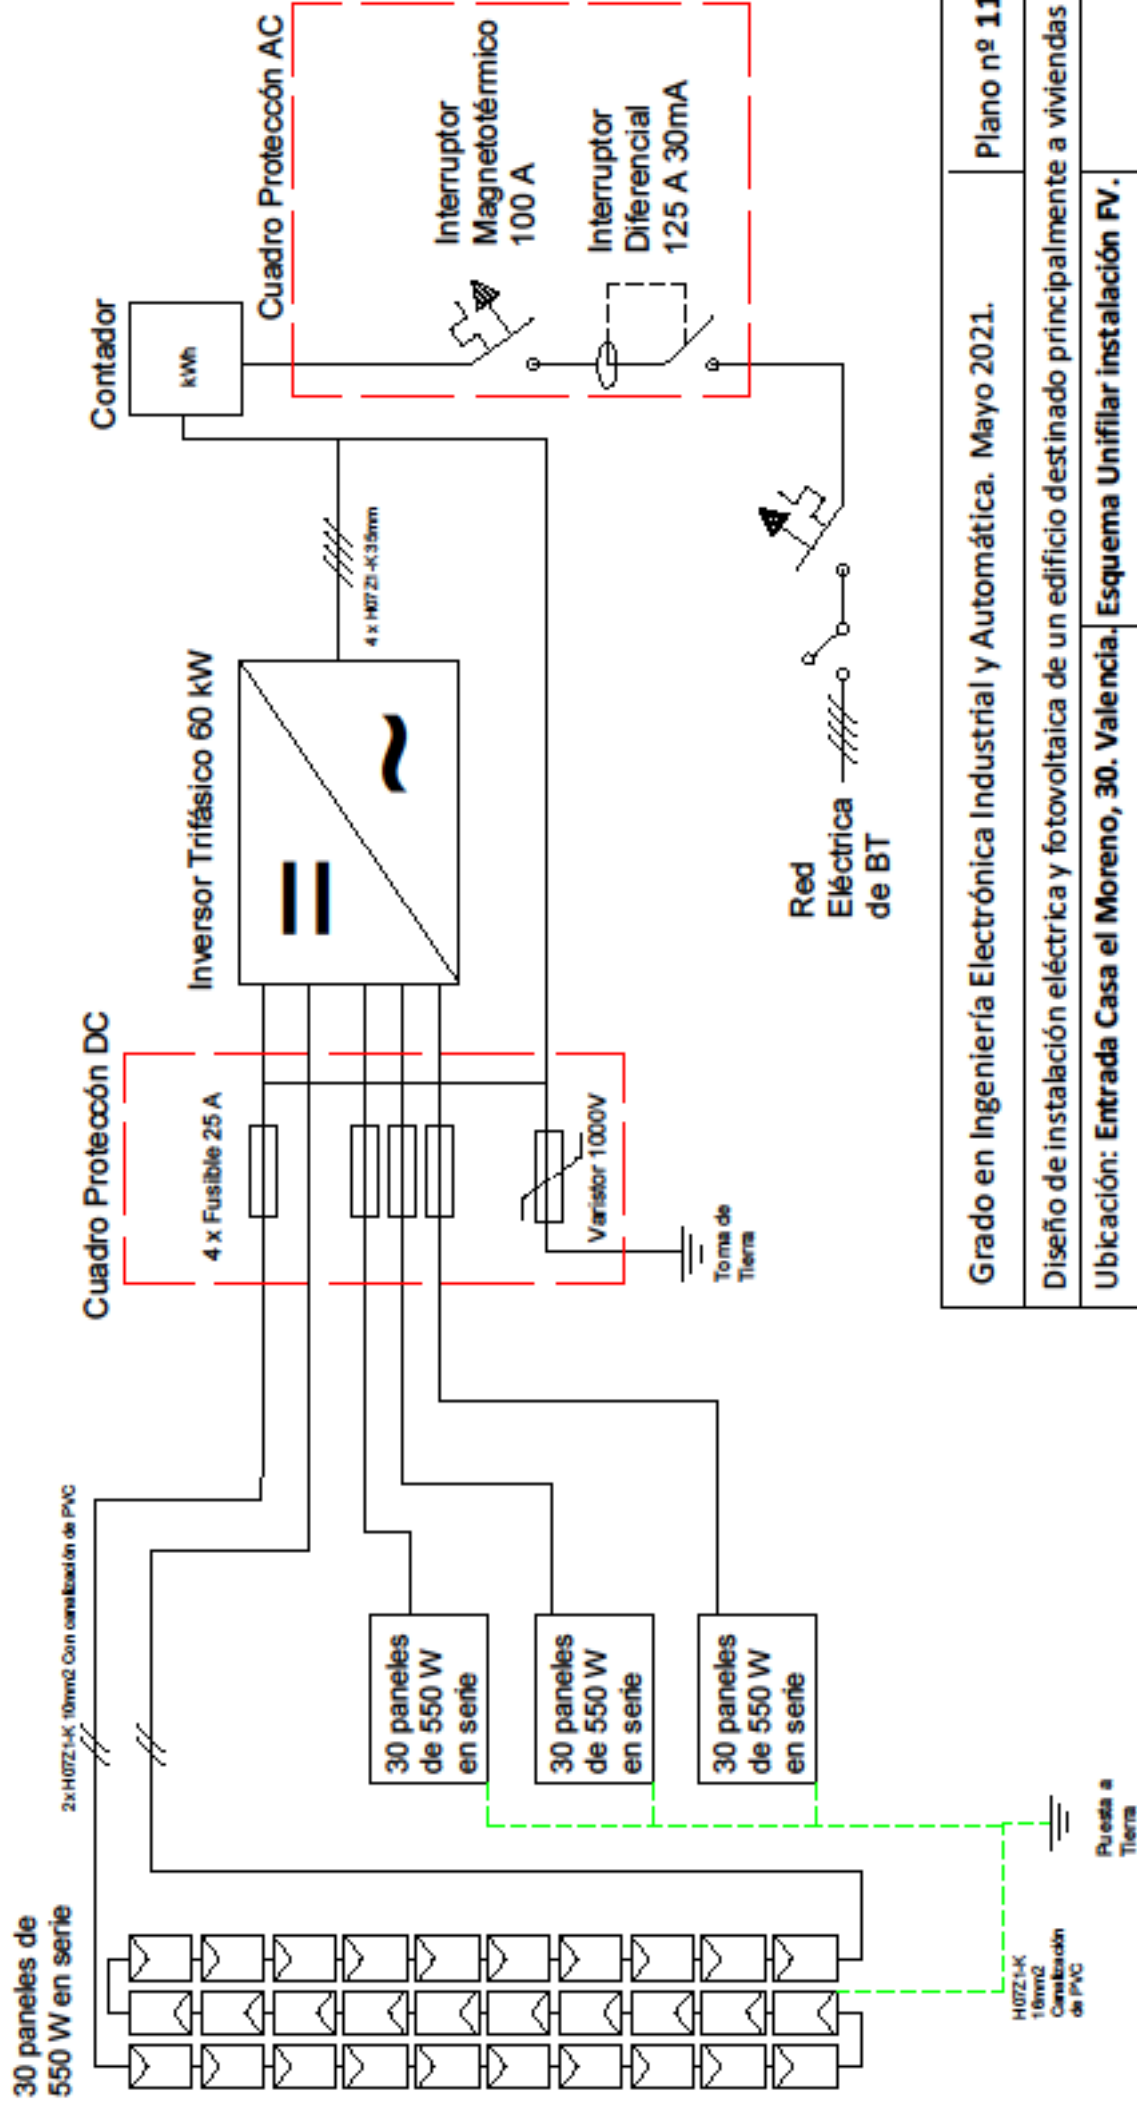 30 paneles de
550 W en serie
2xH07Z1-K 10mm2 Con canalización de PVC
Cuadro Proteccón DC
4 x Fusible 25 A
Varistor 1000V
Toma de
Tierra
Inversor Trifásico 60 kW
4 x H07Z1-K35mm
Contador
kWh
Cuadro Proteccón AC
Interruptor
Magnetotérmico
100 A
Interruptor
Diferencial
125 A 30mA
Red
Eléctrica
de BT
30 paneles
de 550 W
en serie
30 paneles
de 550 W
en serie
30 paneles
de 550 W
en serie
H07Z1-K
16mm2
Canalización
de PVC
Puesta a
Tierra
Grado en Ingeniería Electrónica Industrial y Automática. Mayo 2021.
Plano nº 11
Diseño de instalación eléctrica y fotovoltaica de un edificio destinado principalmente a viviendas
Ubicación: Entrada Casa el Moreno, 30. Valencia.
Esquema Unifilar instalación FV.